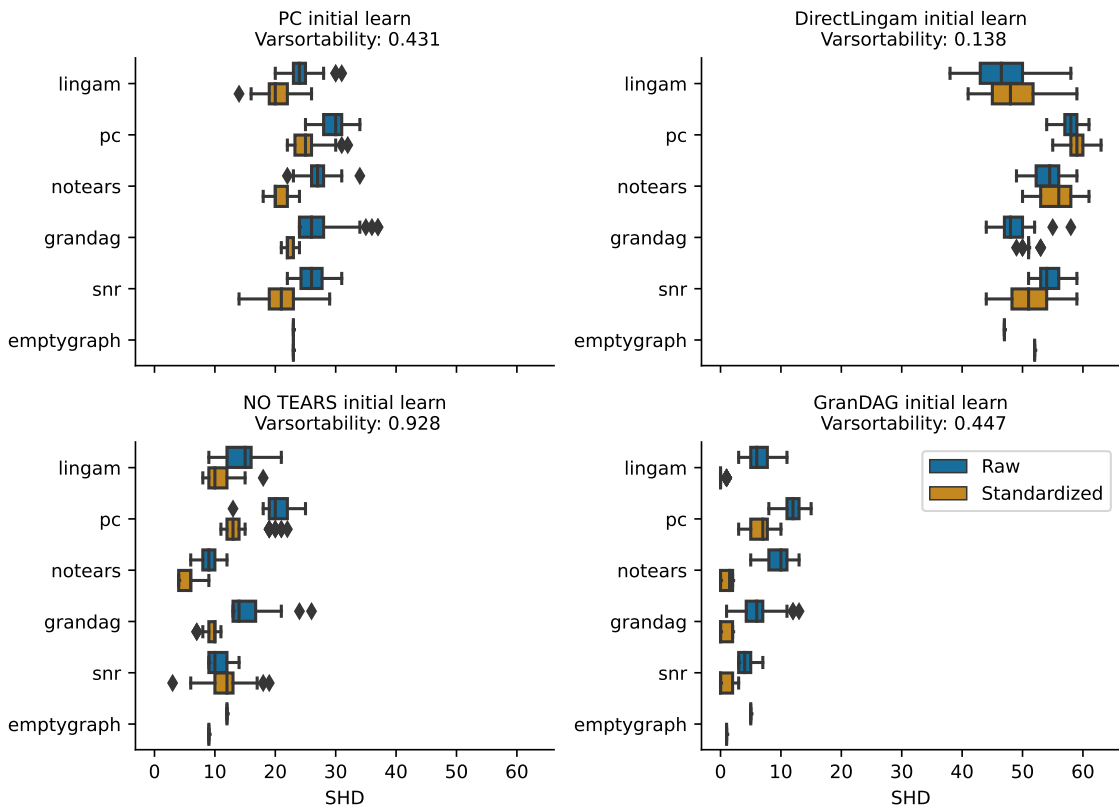 PC initial learn
Varsortability: 0.431
lingam
pc
notears
grandag
snr
emptygraph
DirectLingam initial learn
Varsortability: 0.138
lingam
pc
notears
grandag
snr
emptygraph
NO TEARS initial learn
Varsortability: 0.928
lingam
pc
notears
grandag
snr
emptygraph
0 10 20 30 40 50 60
SHD
GranDAG initial learn
Varsortability: 0.447
Raw
Standardized
lingam
pc
notears
grandag
snr
emptygraph
0 10 20 30 40 50 60
SHD